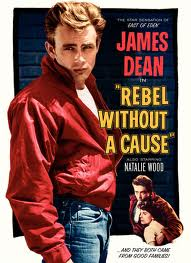 THE STAR SENSATION OF
EAST OF EDEN
JAMES
DEAN
IN
"REBEL
WITHOUT
A CAUSE"
ALSO STARRING
NATALIE WOOD
...AND THEY BOTH CAME
FROM GOOD FAMILIES!